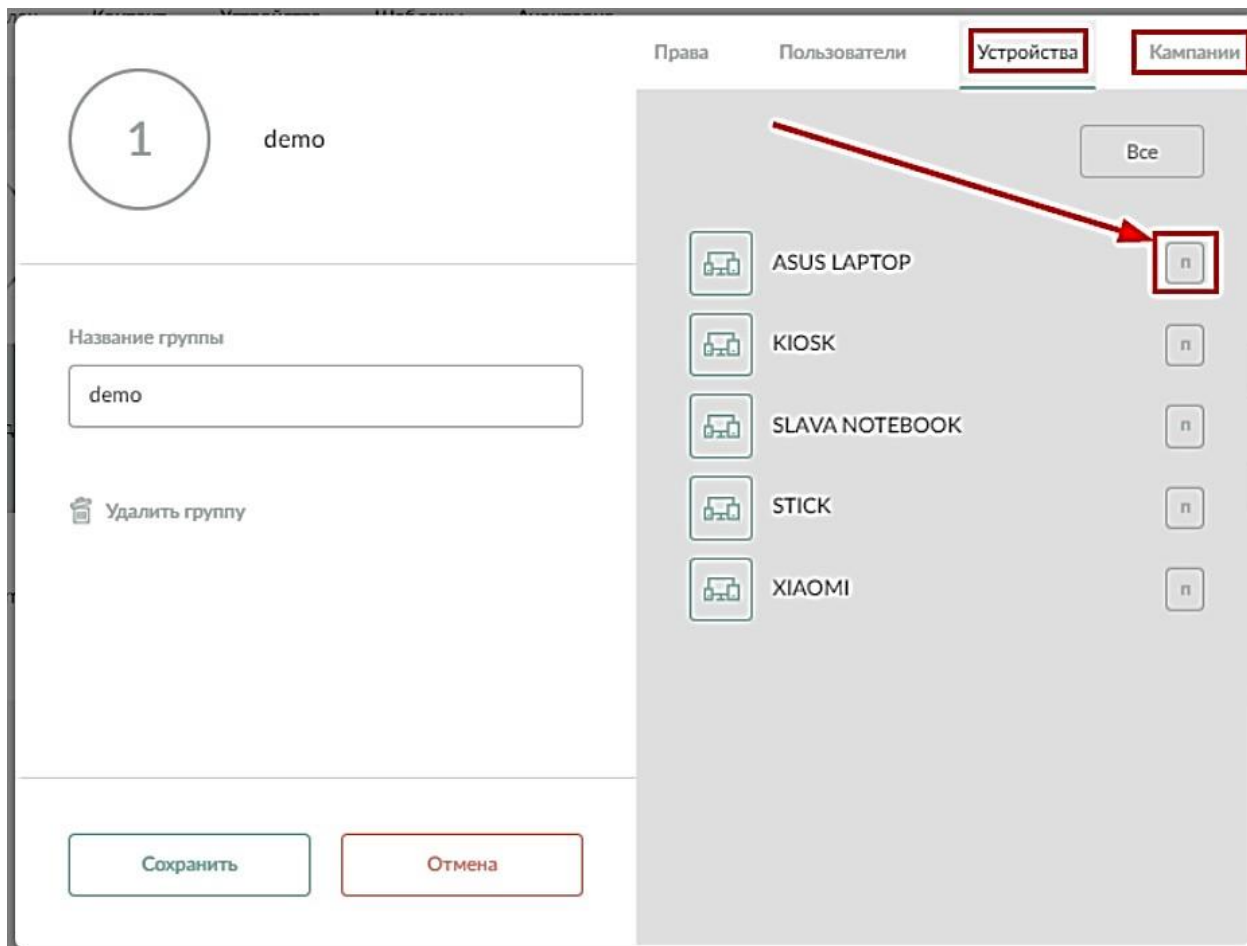 Права Пользователи Устройства Кампании
1 demo
Все
ASUS LAPTOP п
Название группы
KIOSK п
demo
SLAVA NOTEBOOK п
Удалить группу
STICK п
XIAOMI п
Сохранить Отмена